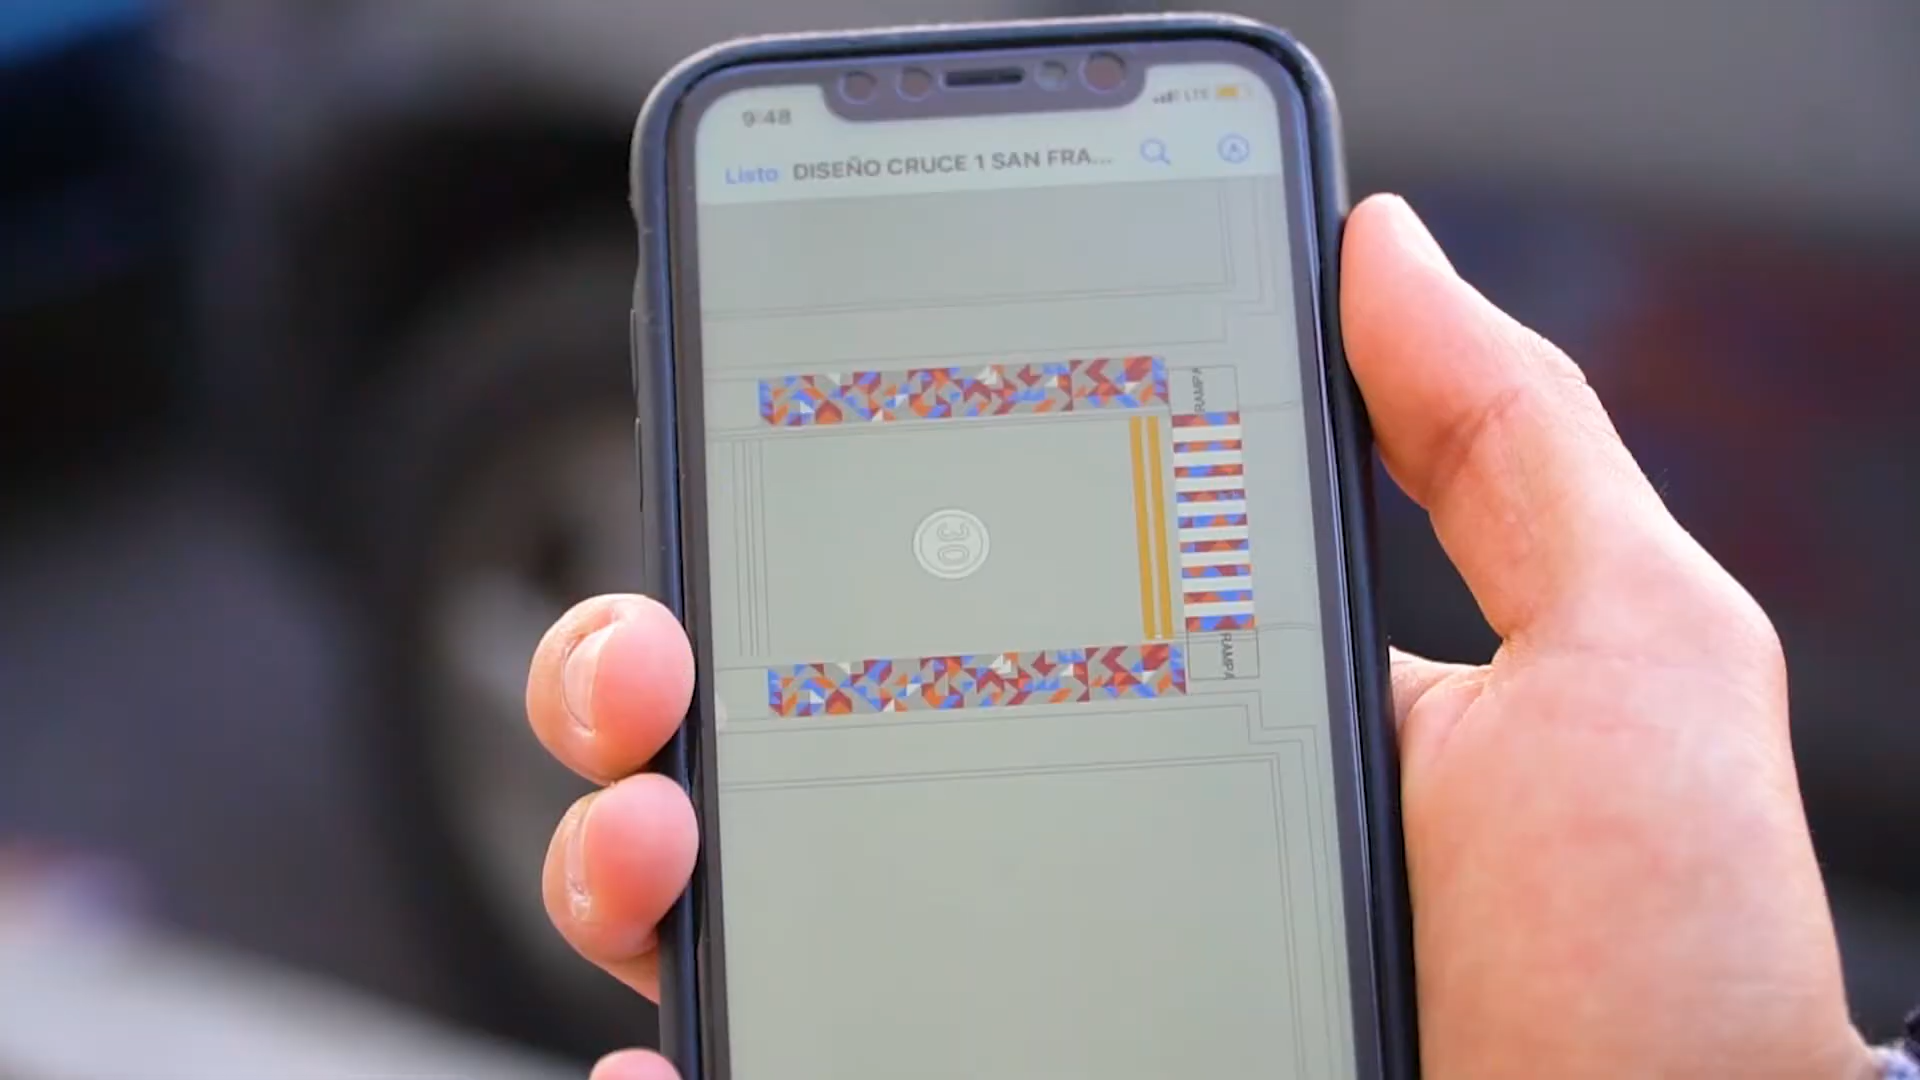 9:48 LTE
Listo DISEÑO CRUCE 1 SAN FRA...
RAMPA
30
RAMPA